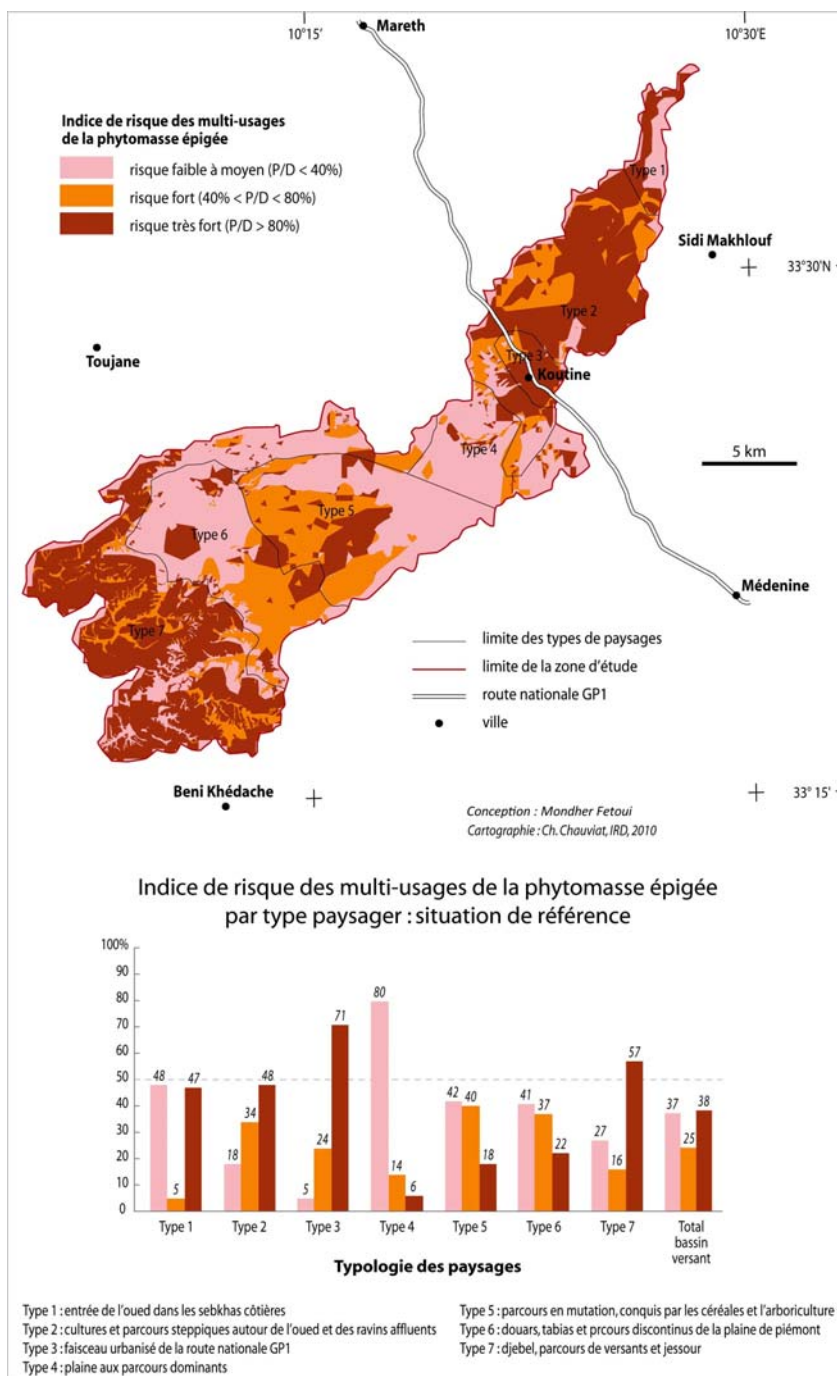 10°15'
Mareth
10°30'E
Indice de risque des multi-usages
de la phytomasse épigée
risque faible à moyen (P/D < 40%)
risque fort (40% < P/D < 80%)
risque très fort (P/D > 80%)
Type 1
Sidi Makhlouf
33°30'N
Type 2
Toujane
Type 3
Koutine
Type 4
5 km
Type 5
Type 6
Médenine
Type 7
limite des types de paysages
limite de la zone d'étude
route nationale GP1
ville
Beni Khédache
33° 15'
Conception : Mondher Fetoui
Cartographie : Ch. Chauviat, IRD, 2010
Indice de risque des multi-usages de la phytomasse épigée
par type paysager : situation de référence
100%
90
80
70
60
50
40
30
20
10
0
48 5 47
18 34 48
5 24 71
80 14 6
42 40 18
41 37 22
27 16 57
37 25 38
Type 1 Type 2 Type 3 Type 4 Type 5 Type 6 Type 7 Total
bassin
versant
Typologie des paysages
Type 1 : entrée de l'oued dans les sebkhas côtières
Type 2 : cultures et parcours steppiques autour de l'oued et des ravins affluents
Type 3 : faisceau urbanisé de la route nationale GP1
Type 4 : plaine aux parcours dominants
Type 5 : parcours en mutation, conquis par les céréales et l'arboriculture
Type 6 : douars, tabias et prcours discontinus de la plaine de piémont
Type 7 : djebel, parcours de versants et jessour